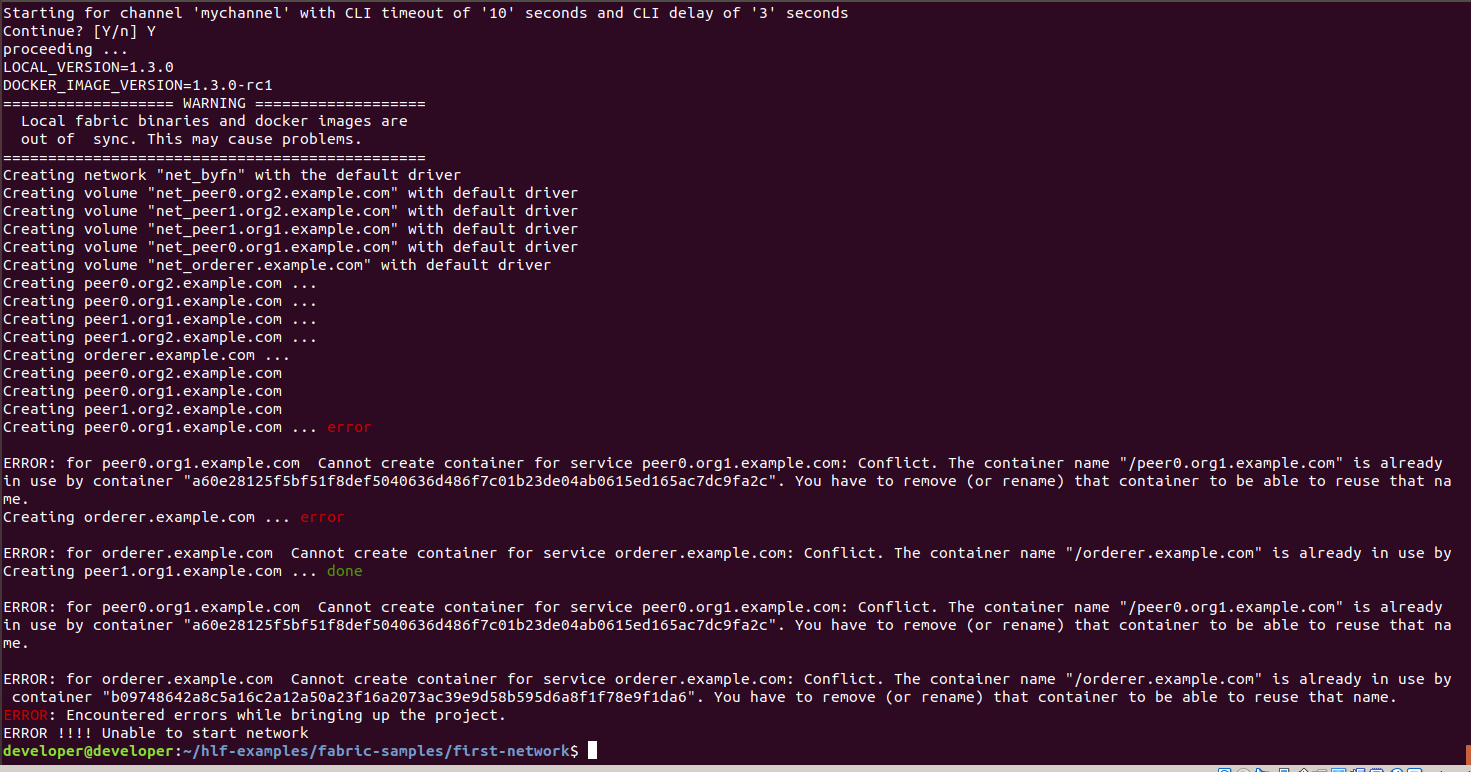 Starting for channel 'mychannel' with CLI timeout of '10' seconds and CLI delay of '3' seconds
Continue? [Y/n] Y
proceeding ...
LOCAL_VERSION=1.3.0
DOCKER_IMAGE_VERSION=1.3.0-rc1
=================== WARNING ===================
  Local fabric binaries and docker images are
  out of  sync. This may cause problems.
===============================================
Creating network "net_byfn" with the default driver
Creating volume "net_peer0.org2.example.com" with default driver
Creating volume "net_peer1.org2.example.com" with default driver
Creating volume "net_peer1.org1.example.com" with default driver
Creating volume "net_peer0.org1.example.com" with default driver
Creating volume "net_orderer.example.com" with default driver
Creating peer0.org2.example.com ...
Creating peer0.org1.example.com ...
Creating peer1.org1.example.com ...
Creating peer1.org2.example.com ...
Creating orderer.example.com ...
Creating peer0.org2.example.com
Creating peer0.org1.example.com
Creating peer1.org2.example.com
Creating peer0.org1.example.com ... error
ERROR: for peer0.org1.example.com  Cannot create container for service peer0.org1.example.com: Conflict. The container name "/peer0.org1.example.com" is already
in use by container "a60e28125f5bf51f8def5040636d486f7c01b23de04ab0615ed165ac7dc9fa2c". You have to remove (or rename) that container to be able to reuse that na
me.
Creating orderer.example.com ... error
ERROR: for orderer.example.com  Cannot create container for service orderer.example.com: Conflict. The container name "/orderer.example.com" is already in use by
Creating peer1.org1.example.com ... done
ERROR: for peer0.org1.example.com  Cannot create container for service peer0.org1.example.com: Conflict. The container name "/peer0.org1.example.com" is already
in use by container "a60e28125f5bf51f8def5040636d486f7c01b23de04ab0615ed165ac7dc9fa2c". You have to remove (or rename) that container to be able to reuse that na
me.
ERROR: for orderer.example.com  Cannot create container for service orderer.example.com: Conflict. The container name "/orderer.example.com" is already in use by
 container "b09748642a8c5a16c2a12a50a23f16a2073ac39e9d58b595d6a8f1f78e9f1da6". You have to remove (or rename) that container to be able to reuse that name.
ERROR: Encountered errors while bringing up the project.
ERROR !!!! Unable to start network
developer@developer:~/hlf-examples/fabric-samples/first-network$